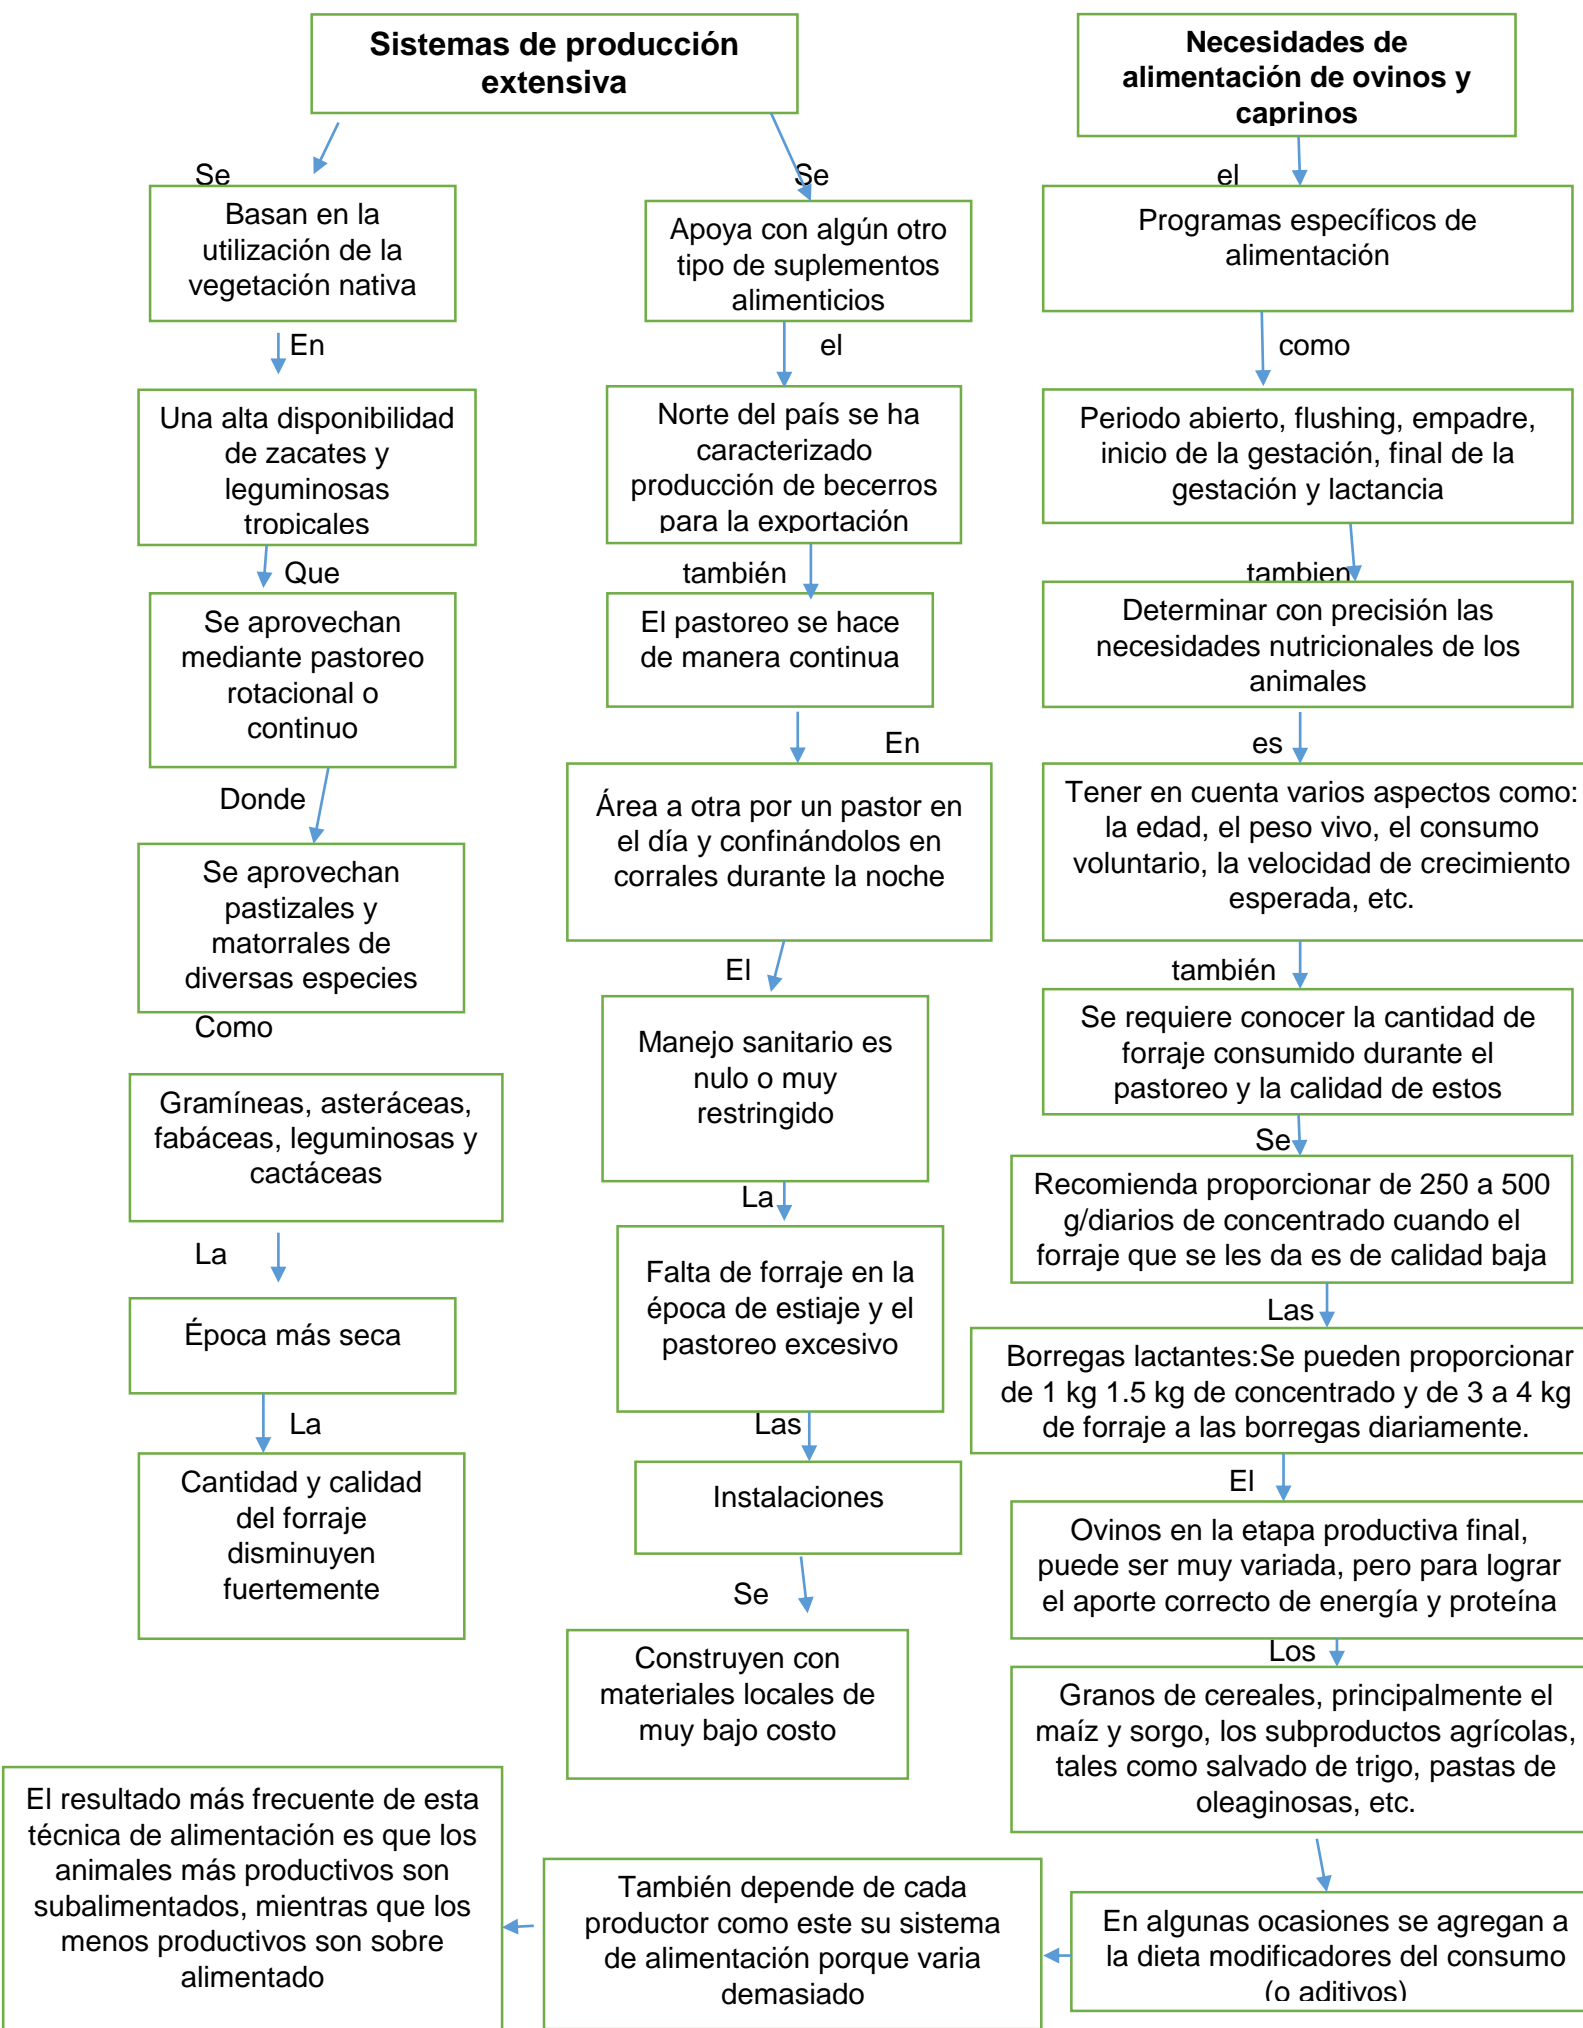 Sistemas de producción
extensiva
Se
Basan en la
utilización de la
vegetación nativa
En
Una alta disponibilidad
de zacates y
leguminosas
tropicales
Que
Se aprovechan
mediante pastoreo
rotacional o
continuo
Donde
Se aprovechan
pastizales y
matorrales de
diversas especies
Como
Gramíneas, asteráceas,
fabáceas, leguminosas y
cactáceas
La
Época más seca
La
Cantidad y calidad
del forraje
disminuyen
fuertemente
Se
Apoya con algún otro
tipo de suplementos
alimenticios
el
Norte del país se ha
caracterizado
producción de becerros
para la exportación
también
El pastoreo se hace
de manera continua
En
Área a otra por un pastor en
el día y confinándolos en
corrales durante la noche
El
Manejo sanitario es
nulo o muy
restringido
La
Falta de forraje en la
época de estiaje y el
pastoreo excesivo
Las
Instalaciones
Se
Construyen con
materiales locales de
muy bajo costo
Necesidades de
alimentación de ovinos y
caprinos
el
Programas específicos de
alimentación
como
Periodo abierto, flushing, empadre,
inicio de la gestación, final de la
gestación y lactancia
tambien
Determinar con precisión las
necesidades nutricionales de los
animales
es
Tener en cuenta varios aspectos como:
la edad, el peso vivo, el consumo
voluntario, la velocidad de crecimiento
esperada, etc.
también
Se requiere conocer la cantidad de
forraje consumido durante el
pastoreo y la calidad de estos
Se
Recomienda proporcionar de 250 a 500
g/diarios de concentrado cuando el
forraje que se les da es de calidad baja
Las
Borregas lactantes:Se pueden proporcionar
de 1 kg 1.5 kg de concentrado y de 3 a 4 kg
de forraje a las borregas diariamente.
El
Ovinos en la etapa productiva final,
puede ser muy variada, pero para lograr
el aporte correcto de energía y proteína
Los
Granos de cereales, principalmente el
maíz y sorgo, los subproductos agrícolas,
tales como salvado de trigo, pastas de
oleaginosas, etc.
En algunas ocasiones se agregan a
la dieta modificadores del consumo
(o aditivos)
También depende de cada
productor como este su sistema
de alimentación porque varia
demasiado
El resultado más frecuente de esta
técnica de alimentación es que los
animales más productivos son
subalimentados, mientras que los
menos productivos son sobre
alimentado